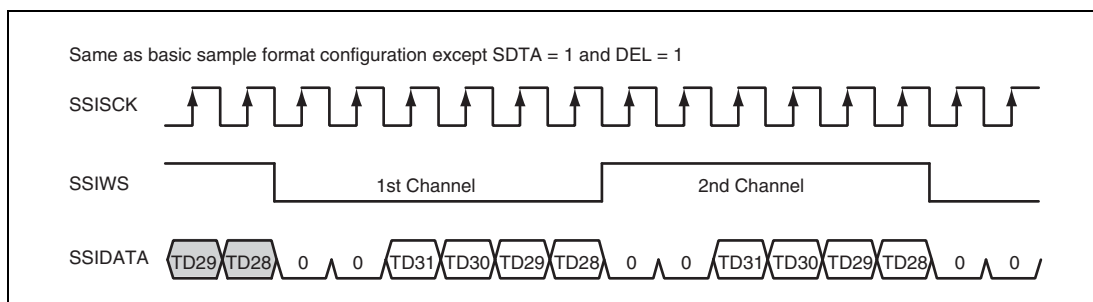 Same as basic sample format configuration except SDTA = 1 and DEL = 1
SSISCK
SSIWS 1st Channel 2nd Channel
SSIDATA TD29 TD28 0 0 TD31 TD30 TD29 TD28 0 0 TD31 TD30 TD29 TD28 0 0